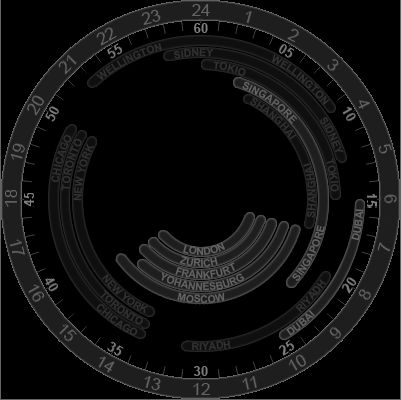 24
1
2
3
4
5
6
7
8
9
10
11
12
13
14
15
16
17
18
19
20
21
22
23
60
05
10
15
20
25
30
35
40
45
50
55
WELLINGTON
WELLINGTON
SiDNEY
SiDNEY
TOKIO
TOKIO
SINGAPORE
SINGAPORE
SHANGHAI
SHANGHAI
DUBAI
DUBAI
RIYADH
RIYADH
CHICAGO
TORONTO
NEW YORK
NEW YORK
TORONTO
CHICAGO
LONDON
ZURICH
FRANKFURT
YOHANNESBURG
MOSCOW